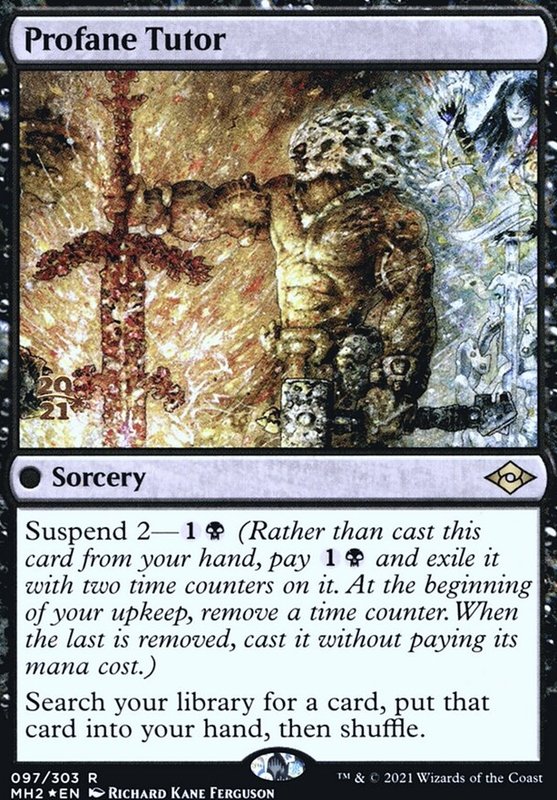 Profane Tutor
20
21
Sorcery
Suspend 2—1 (Rather than cast this
card from your hand, pay 1 and exile it
with two time counters on it. At the beginning
of your upkeep, remove a time counter. When
the last is removed, cast it without paying its
mana cost.)
Search your library for a card, put that
card into your hand, then shuffle.
097/303 R
MH2★EN Richard Kane Ferguson
™ & © 2021 Wizards of the Coast